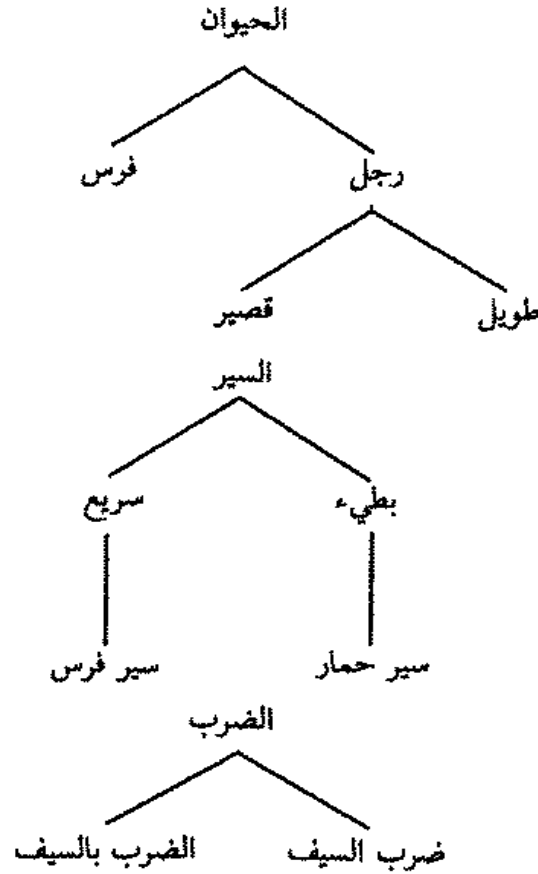 الحيوان
رجل فرس
طويل قصير
السير
بطيء سريع
سير حمار سير فرس
الضرب
ضرب السيف الضرب بالسيف